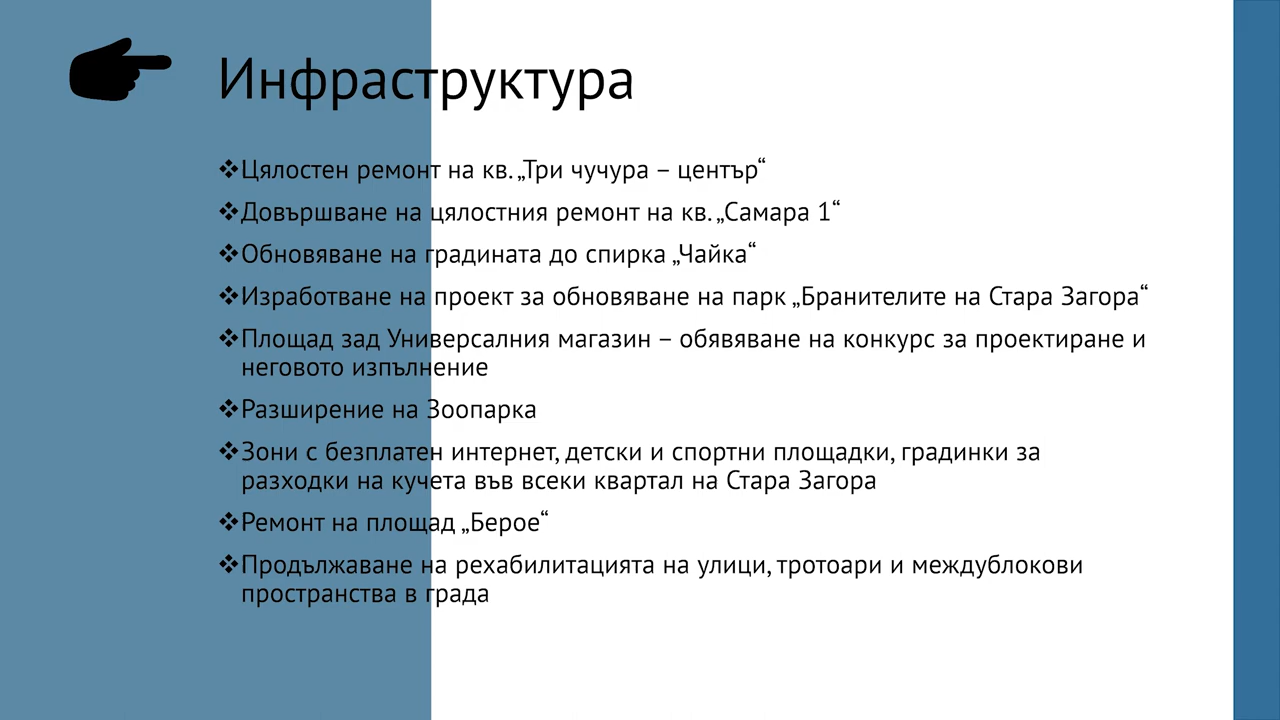 Инфраструктура
❖Цялостен ремонт на кв. „Три чучура – център“
❖Довършване на цялостния ремонт на кв. „Самара 1“
❖Обновяване на градината до спирка „Чайка“
❖Изработване на проект за обновяване на парк „Бранителите на Стара Загора“
❖Площад зад Универсалния магазин – обявяване на конкурс за проектиране и
неговото изпълнение
❖Разширение на Зоопарка
❖Зони с безплатен интернет, детски и спортни площадки, градинки за
разходки на кучета във всеки квартал на Стара Загора
❖Ремонт на площад „Берое“
❖Продължаване на рехабилитацията на улици, тротоари и междублокови
пространства в града